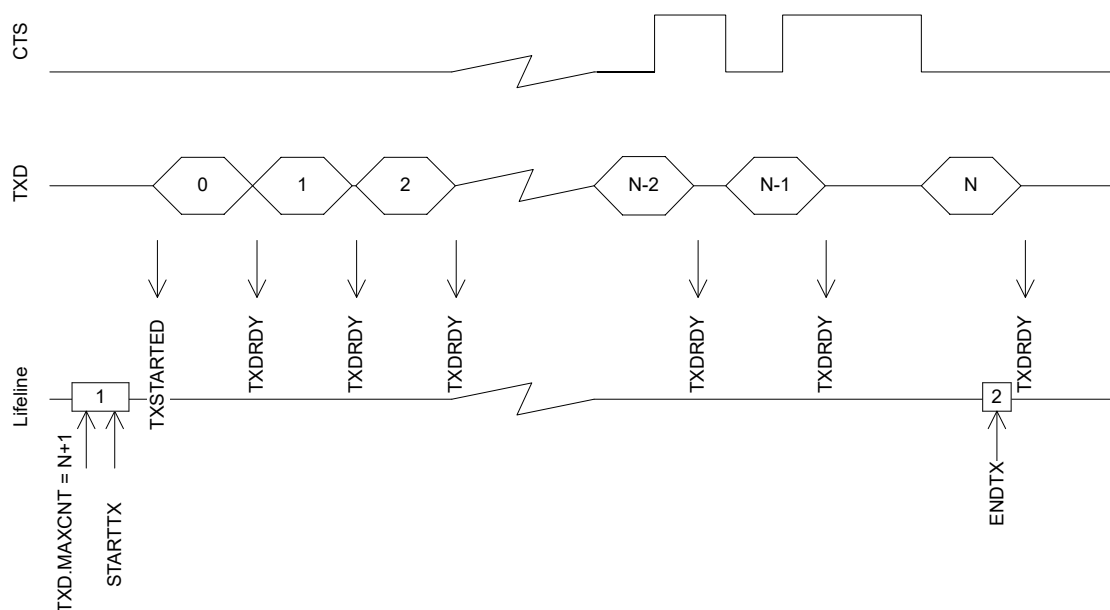 CTS
TXD
0
1
2
N-2
N-1
N
TXSTARTED
TXDRDY
TXDRDY
TXDRDY
TXDRDY
TXDRDY
TXDRDY
Lifeline
1
2
TXD.MAXCNT = N+1
STARTTX
ENDTX